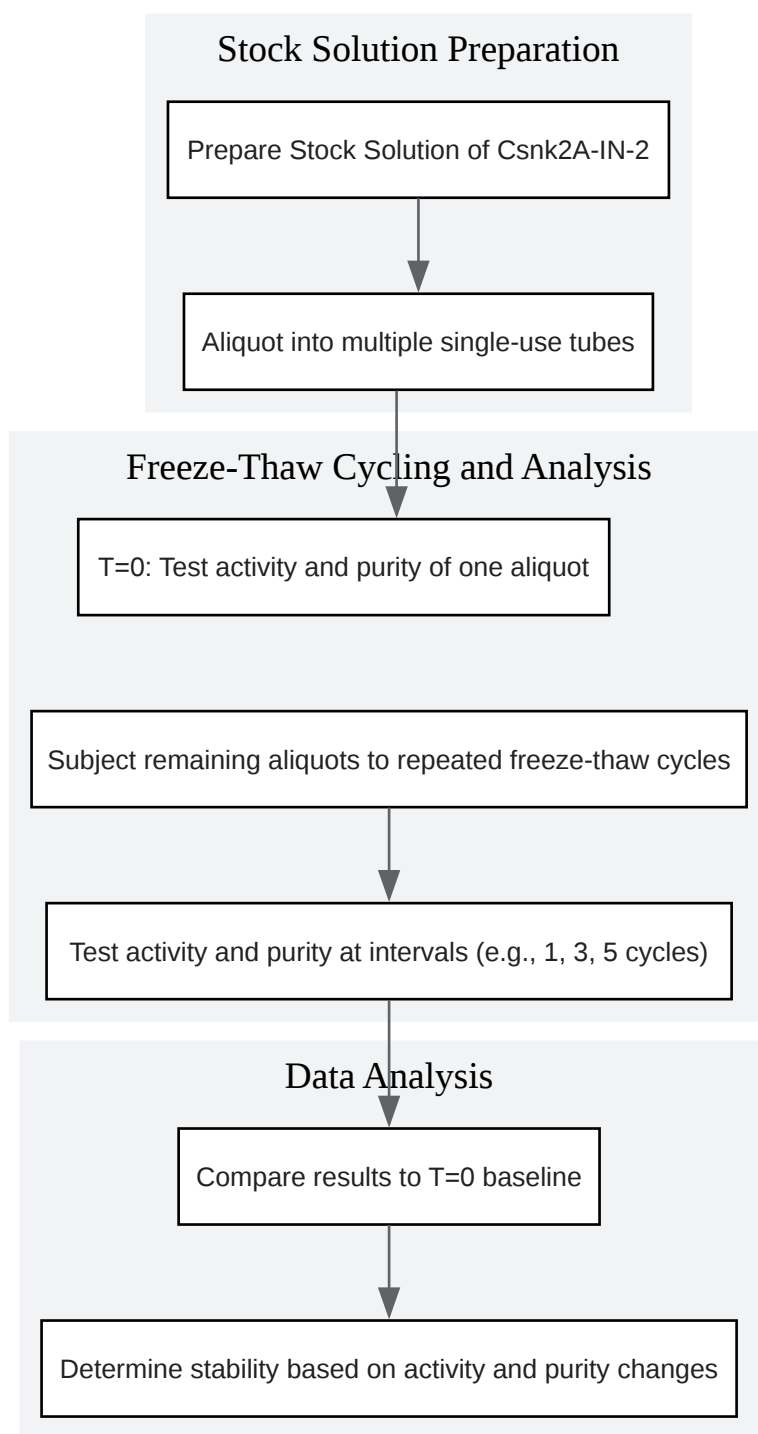 Stock Solution Preparation
Prepare Stock Solution of Csnk2A-IN-2
Aliquot into multiple single-use tubes
Freeze-Thaw Cycling and Analysis
T=0: Test activity and purity of one aliquot
Subject remaining aliquots to repeated freeze-thaw cycles
Test activity and purity at intervals (e.g., 1, 3, 5 cycles)
Data Analysis
Compare results to T=0 baseline
Determine stability based on activity and purity changes